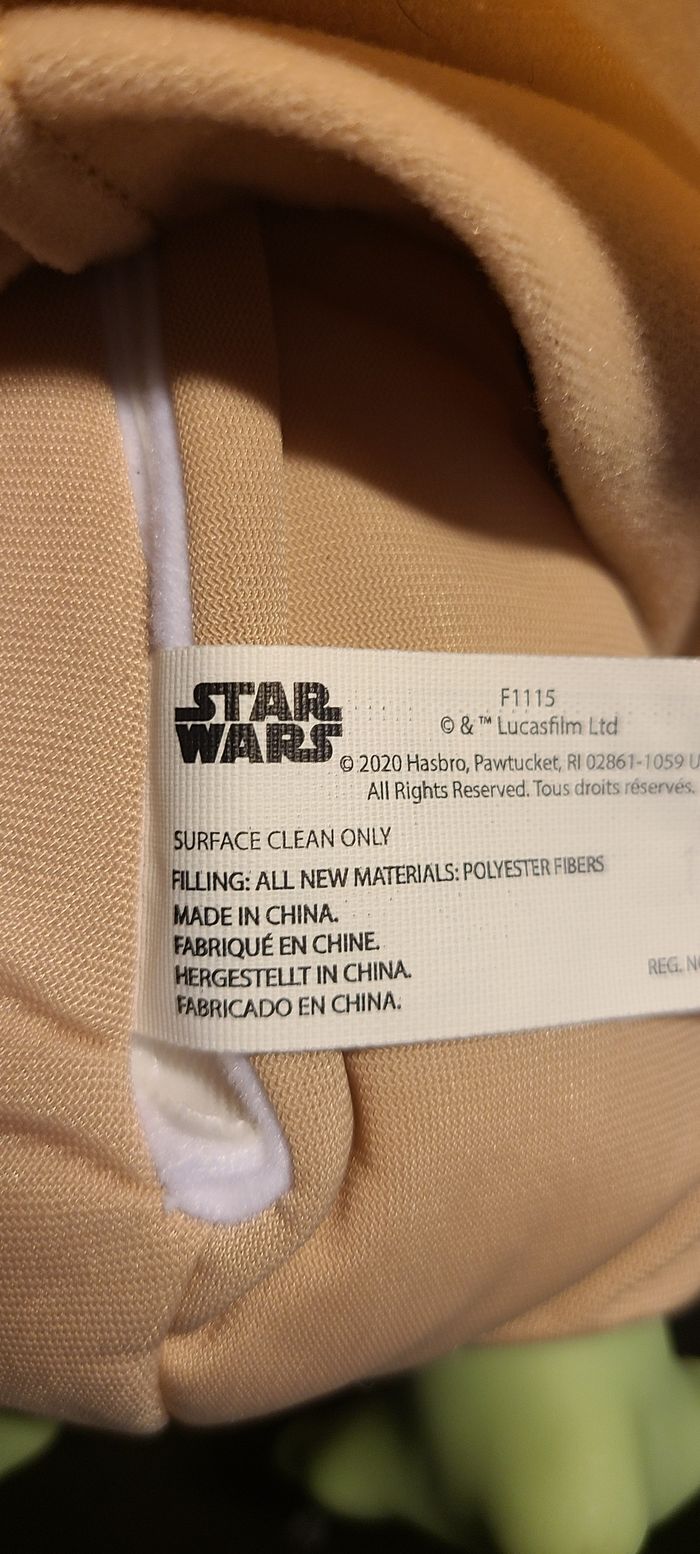 STAR
WARS
F1115
© & ™ Lucasfilm Ltd
© 2020 Hasbro, Pawtucket, RI 02861-1059
All Rights Reserved. Tous droits réservés.
SURFACE CLEAN ONLY
FILLING: ALL NEW MATERIALS: POLYESTER FIBERS
MADE IN CHINA.
FABRIQUÉ EN CHINE.
HERGESTELLT IN CHINA.
FABRICADO EN CHINA.
REG.